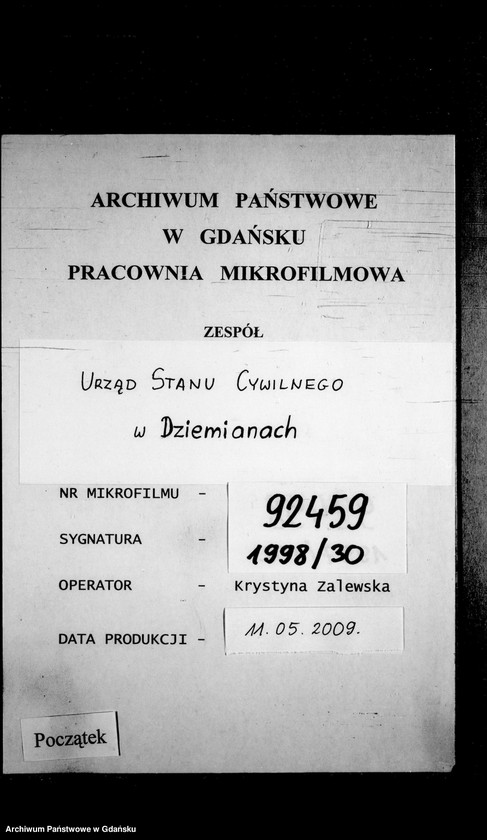 ARCHIWUM PAŃSTWOWE
W GDAŃSKU
PRACOWNIA MIKROFILMOWA
ZESPÓŁ
URZĄD STANU CYWILNEGO
w Dziemianach
NR MIKROFILMU - 92459
SYGNATURA - 1998/30
OPERATOR - Krystyna Zalewska
DATA PRODUKCJI - 11.05.2009.
Początek
Archiwum Państwowe w Gdańsku